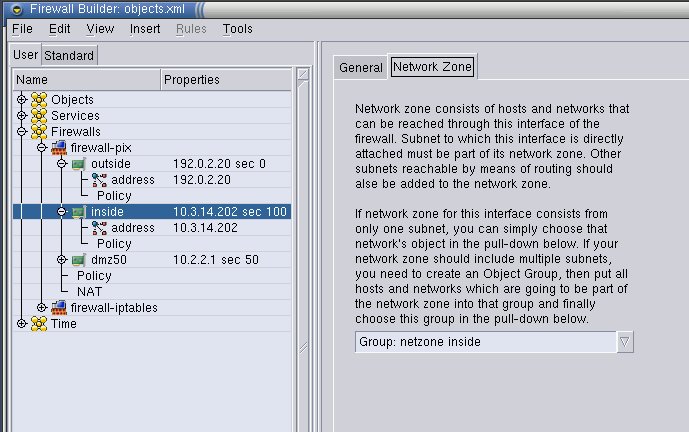 Firewall Builder: objects.xml
File Edit View Insert Rules Tools
User Standard
Name Properties
Objects
Services
Firewalls
firewall-pix
outside 192.0.2.20 sec 0
address 192.0.2.20
Policy
inside 10.3.14.202 sec 100
address 10.3.14.202
Policy
dmz50 10.2.2.1 sec 50
Policy
NAT
firewall-iptables
Time
General Network Zone
Network zone consists of hosts and networks that
can be reached through this interface of the
firewall. Subnet to which this interface is directly
attached must be part of its network zone. Other
subnets reachable by means of routing should
alse be added to the network zone.
If network zone for this interface consists from
only one subnet, you can simply choose that
network's object in the pull-down below. If your
network zone should include multiple subnets,
you need to create an Object Group, then put all
hosts and networks which are going to be part of
the network zone into that group and finally
choose this group in the pull-down below.
Group: netzone inside